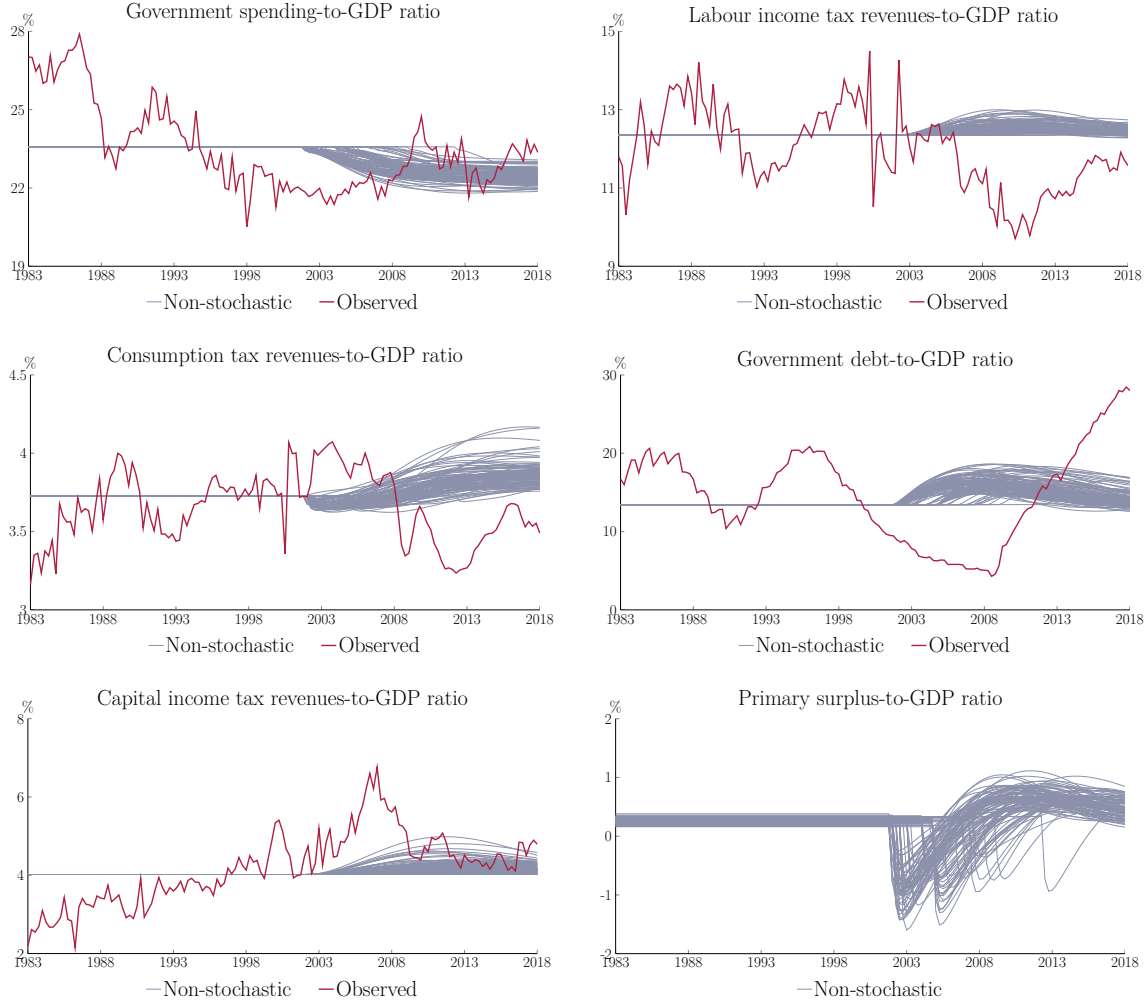 Government spending-to-GDP ratio
%
28
25
22
19
1983 1988 1993 1998 2003 2008 2013 2018
Non-stochastic Observed
Labour income tax revenues-to-GDP ratio
%
15
13
11
9
1983 1988 1993 1998 2003 2008 2013 2018
Non-stochastic Observed
Consumption tax revenues-to-GDP ratio
%
4.5
4
3.5
3
1983 1988 1993 1998 2003 2008 2013 2018
Non-stochastic Observed
Government debt-to-GDP ratio
%
30
20
10
0
1983 1988 1993 1998 2003 2008 2013 2018
Non-stochastic Observed
Capital income tax revenues-to-GDP ratio
%
8
6
4
2
1983 1988 1993 1998 2003 2008 2013 2018
Non-stochastic Observed
Primary surplus-to-GDP ratio
%
2
1
0
-1
-2
1983 1988 1993 1998 2003 2008 2013 2018
Non-stochastic